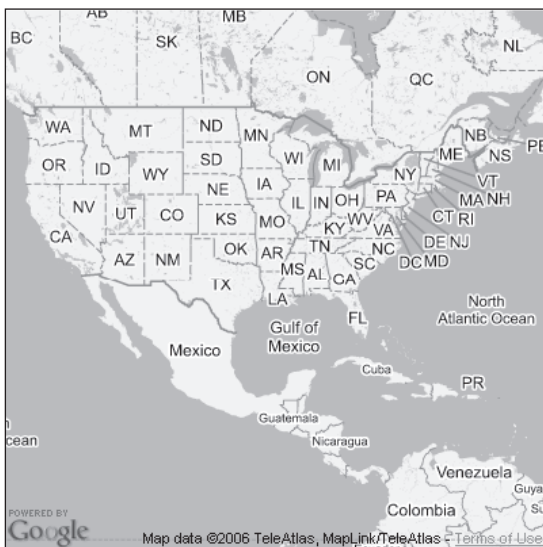 AB
MB
BC
SK
NL
ON
QC
WA
MT
ND
MN
NB
PE
OR
ID
SD
WI
MI
ME
NS
WY
NY
VT
NE
IA
PA
MA NH
NV
UT
CO
IL
IN
OH
CT
RI
KS
MO
KY
WV
VA
CA
DE
NJ
AZ
NM
OK
AR
TN
NC
DC
MD
MS
AL
GA
SC
TX
LA
FL
North
Atlantic Ocean
Gulf of
Mexico
Mexico
Cuba
PR
Guatemala
Nicaragua
cean
Venezuela
Guya
Su
Colombia
POWERED BY
Google
Map data ©2006 TeleAtlas, MapLink/TeleAtlas - Terms of Use